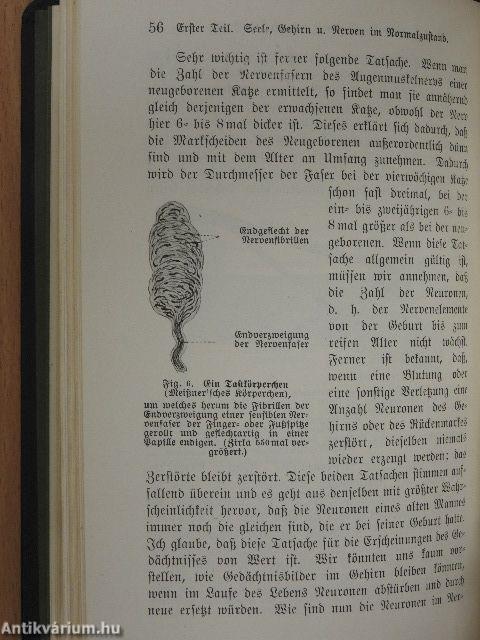 56 Erster Teil. Seele, Gehirn u. Nerven im Normalzustand.
Sehr wichtig ist ferner folgende Tatsache. Wenn man
die Zahl der Nervenfasern des Augenmuskelnervs einer
neugeborenen Katze ermittelt, so findet man sie annähernd
gleich derjenigen der erwachsenen Katze, obwohl der Nerv
hier 6- bis 8 mal dicker ist. Dieses erklärt sich dadurch, daß
die Markscheiden des Neugeborenen außerordentlich dünn
sind und mit dem Alter an Umfang zunehmen. Dadurch
wird der Durchmesser der Faser bei der vierwöchigen Katze
schon fast dreimal, bei der
ein- bis zweijährigen 6- bis
8 mal größer als bei der neu-
geborenen. Wenn diese Tat-
sache allgemein gültig ist,
müssen wir annehmen, daß
die Zahl der Neuronen,
d. h. der Nervenelemente
von der Geburt bis zum
reifen Alter nicht wächst.
Ferner ist bekannt, daß,
wenn eine Blutung oder
eine sonstige Verletzung eine
Anzahl Neuronen des Ge-
hirns oder des Rückenmarkes
zerstört, dieselben niemals
wieder erzeugt werden: das
Endgeflecht der
Nervenfibrillen
Endverzweigung
der Nervenfaser
Fig. 6. Ein Tastkörperchen
(Meißner'sches Körperchen),
um welches herum die Fibrillen der
Endverzweigung einer sensiblen Ner-
venfaser der Finger- oder Fußspitze
gerollt und geflechtartig in einer
Papille endigen. (Zirka 650 mal ver-
größert.)
Zerstörte bleibt zerstört. Diese beiden Tatsachen stimmen auf-
fallend überein und es geht aus denselben mit größter Wahr-
scheinlichkeit hervor, daß die Neuronen eines alten Mannes
immer noch die gleichen sind, die er bei seiner Geburt hatte.
Ich glaube, daß diese Tatsache für die Erscheinungen des Ge-
dächtnisses von Wert ist. Wir könnten uns kaum vor-
stellen, wie Gedächtnisbilder im Gehirn bleiben könnten,
wenn im Laufe des Lebens Neuronen abstürben und durch
neue ersetzt würden. Wie sind nun die Neuronen im Ner-
Antikvárium.hu